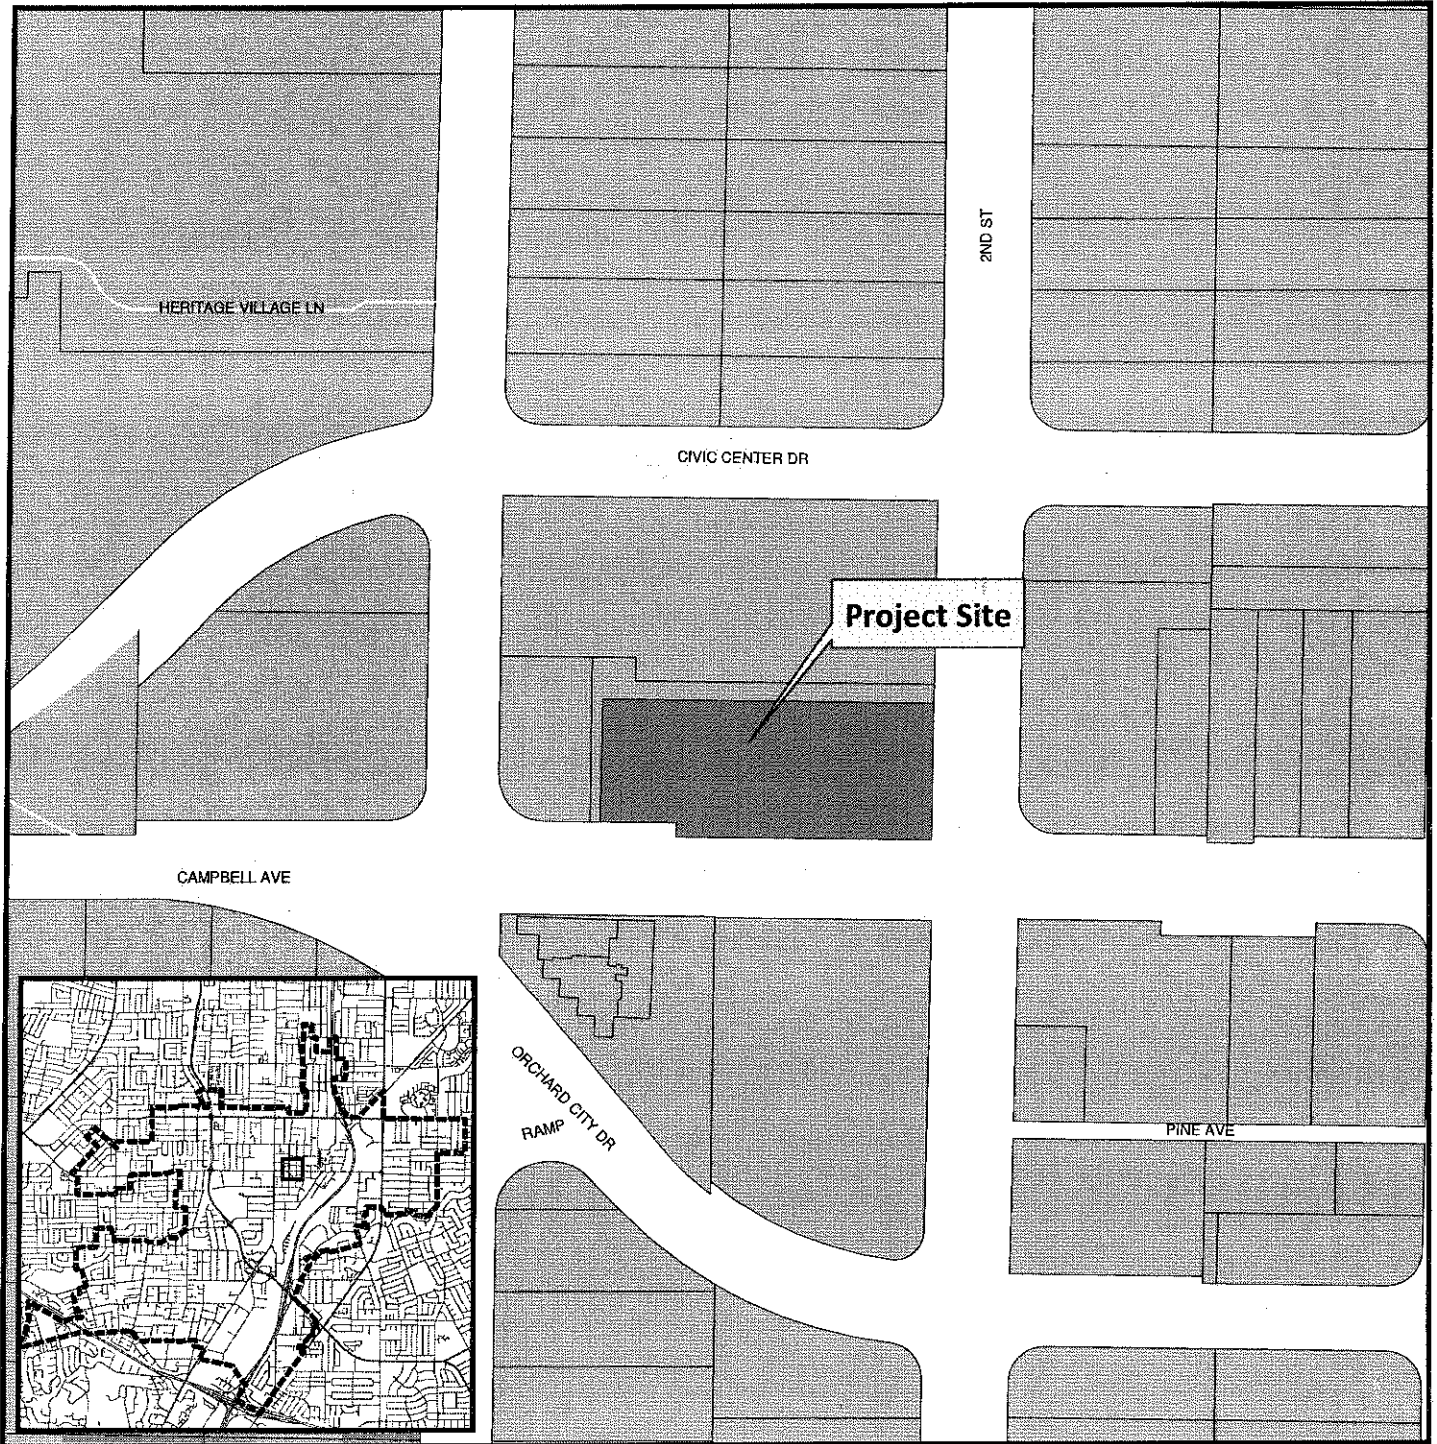 2ND ST
HERITAGE VILLAGE LN
CIVIC CENTER DR
Project Site
CAMPBELL AVE
ORCHARD CITY DR
RAMP
PINE AVE